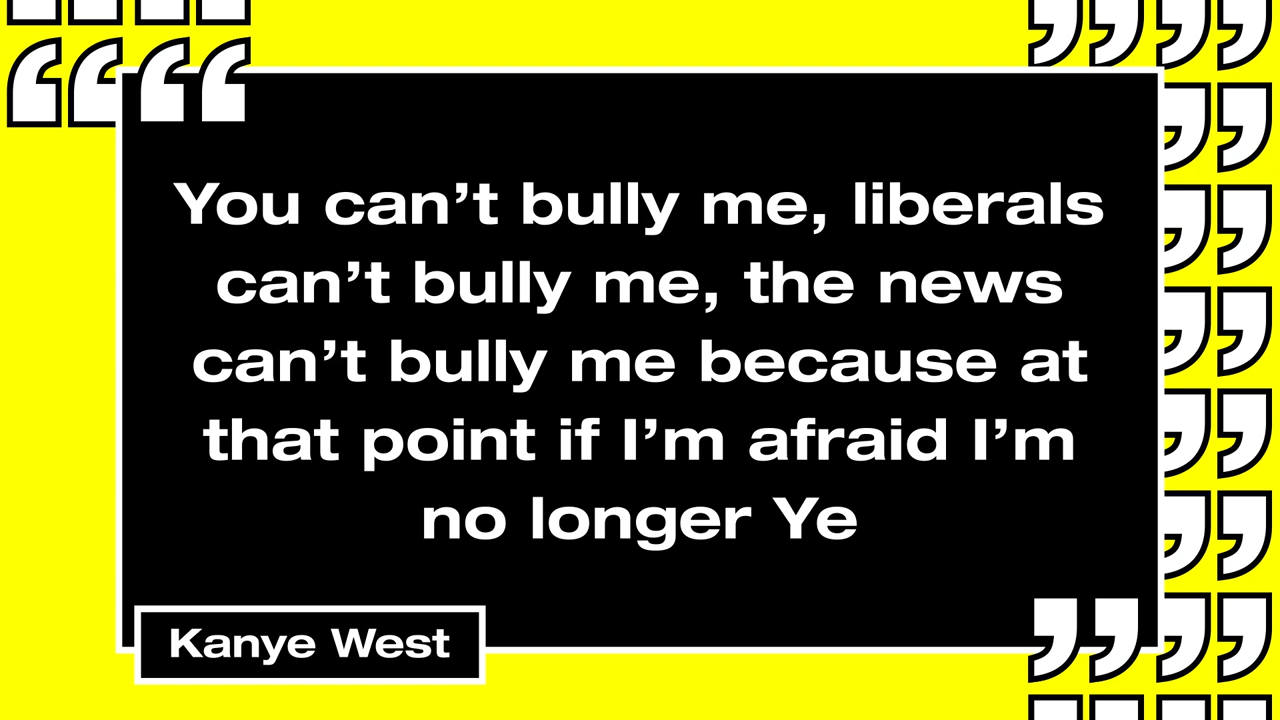 You can’t bully me, liberals
can’t bully me, the news
can’t bully me because at
that point if I’m afraid I’m
no longer Ye
Kanye West